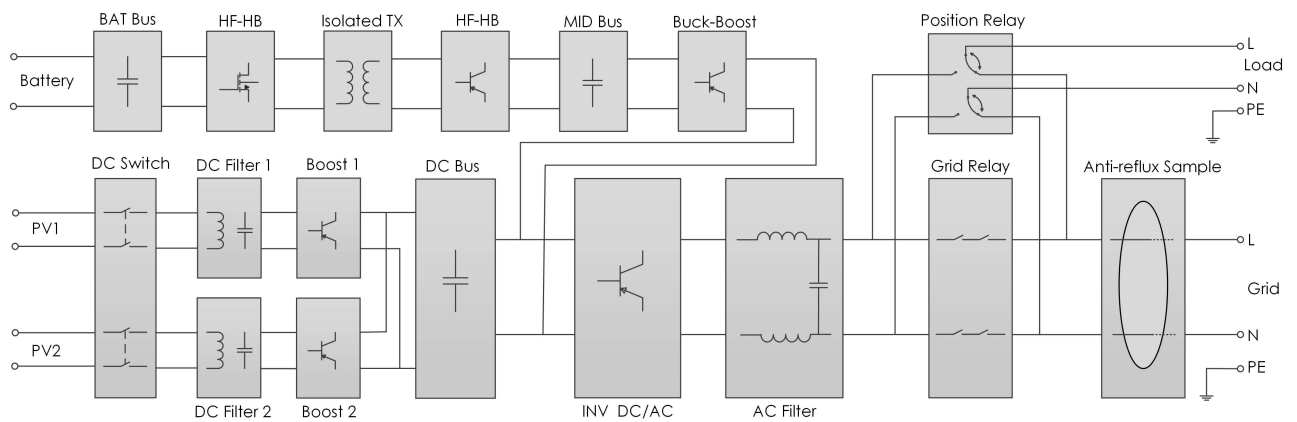 BAT Bus
HF-HB
Isolated TX
HF-HB
MID Bus
Buck-Boost
Position Relay
Battery
L
Load
N
PE
DC Switch
DC Filter 1
Boost 1
DC Bus
Grid Relay
Anti-reflux Sample
PV1
L
Grid
PV2
N
PE
DC Filter 2
Boost 2
INV DC/AC
AC Filter